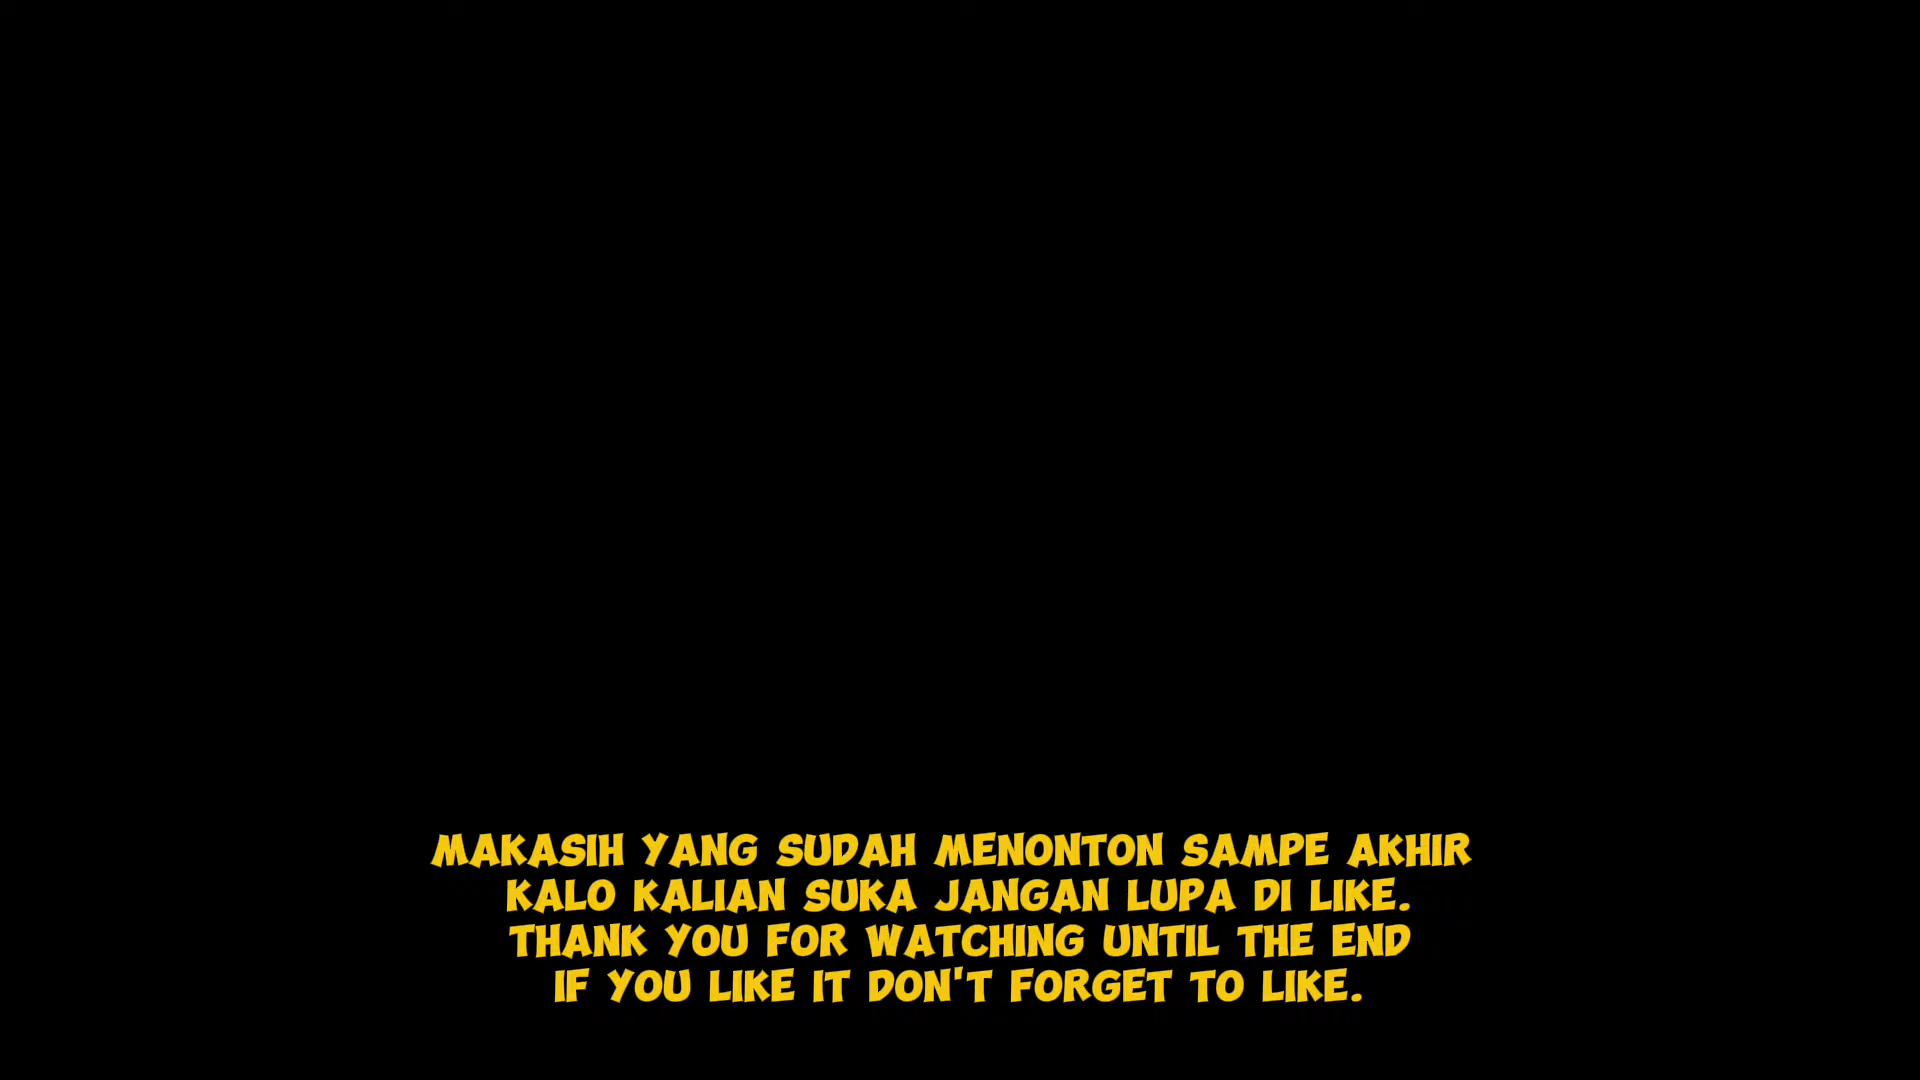 MAKASIH YANG SUDAH MENONTON SAMPE AKHIR
KALO KALIAN SUKA JANGAN LUPA DI LIKE.
THANK YOU FOR WATCHING UNTIL THE END
IF YOU LIKE IT DON'T FORGET TO LIKE.